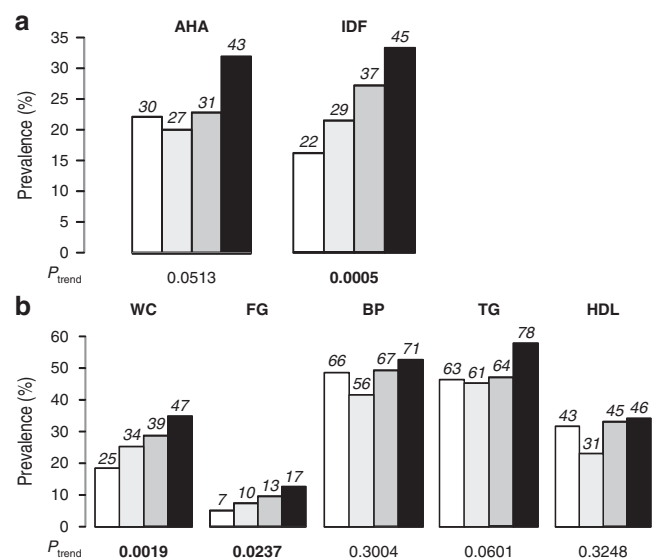 a
AHA IDF
Prevalence (%)
35
30
25
20
15
10
5
0
30 27 31 43
22 29 37 45
Ptrend 0.0513 0.0005
b
WC FG BP TG HDL
Prevalence (%)
60
50
40
30
20
10
0
25 34 39 47
7 10 13 17
66 56 67 71
63 61 64 78
43 31 45 46
Ptrend 0.0019 0.0237 0.3004 0.0601 0.3248